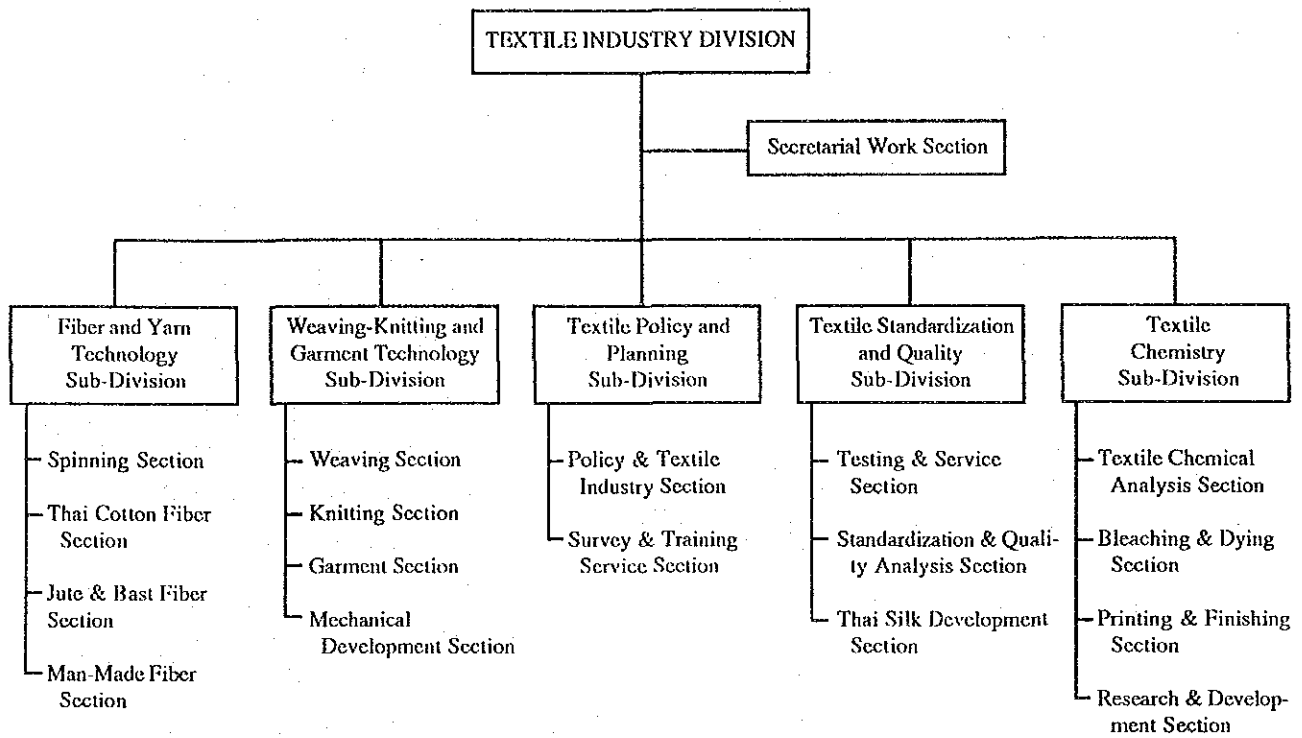 TEXTILE INDUSTRY DIVISION
Secretarial Work Section
Fiber and Yarn
Technology
Sub-Division
Weaving-Knitting and
Garment Technology
Sub-Division
Textile Policy and
Planning
Sub-Division
Textile Standardization
and Quality
Sub-Division
Textile
Chemistry
Sub-Division
Spinning Section
Thai Cotton Fiber
Section
Jute & Bast Fiber
Section
Man-Made Fiber
Section
Weaving Section
Knitting Section
Garment Section
Mechanical
Development Section
Policy & Textile
Industry Section
Survey & Training
Service Section
Testing & Service
Section
Standardization & Quali-
ty Analysis Section
Thai Silk Development
Section
Textile Chemical
Analysis Section
Bleaching & Dying
Section
Printing & Finishing
Section
Research & Develop-
ment Section